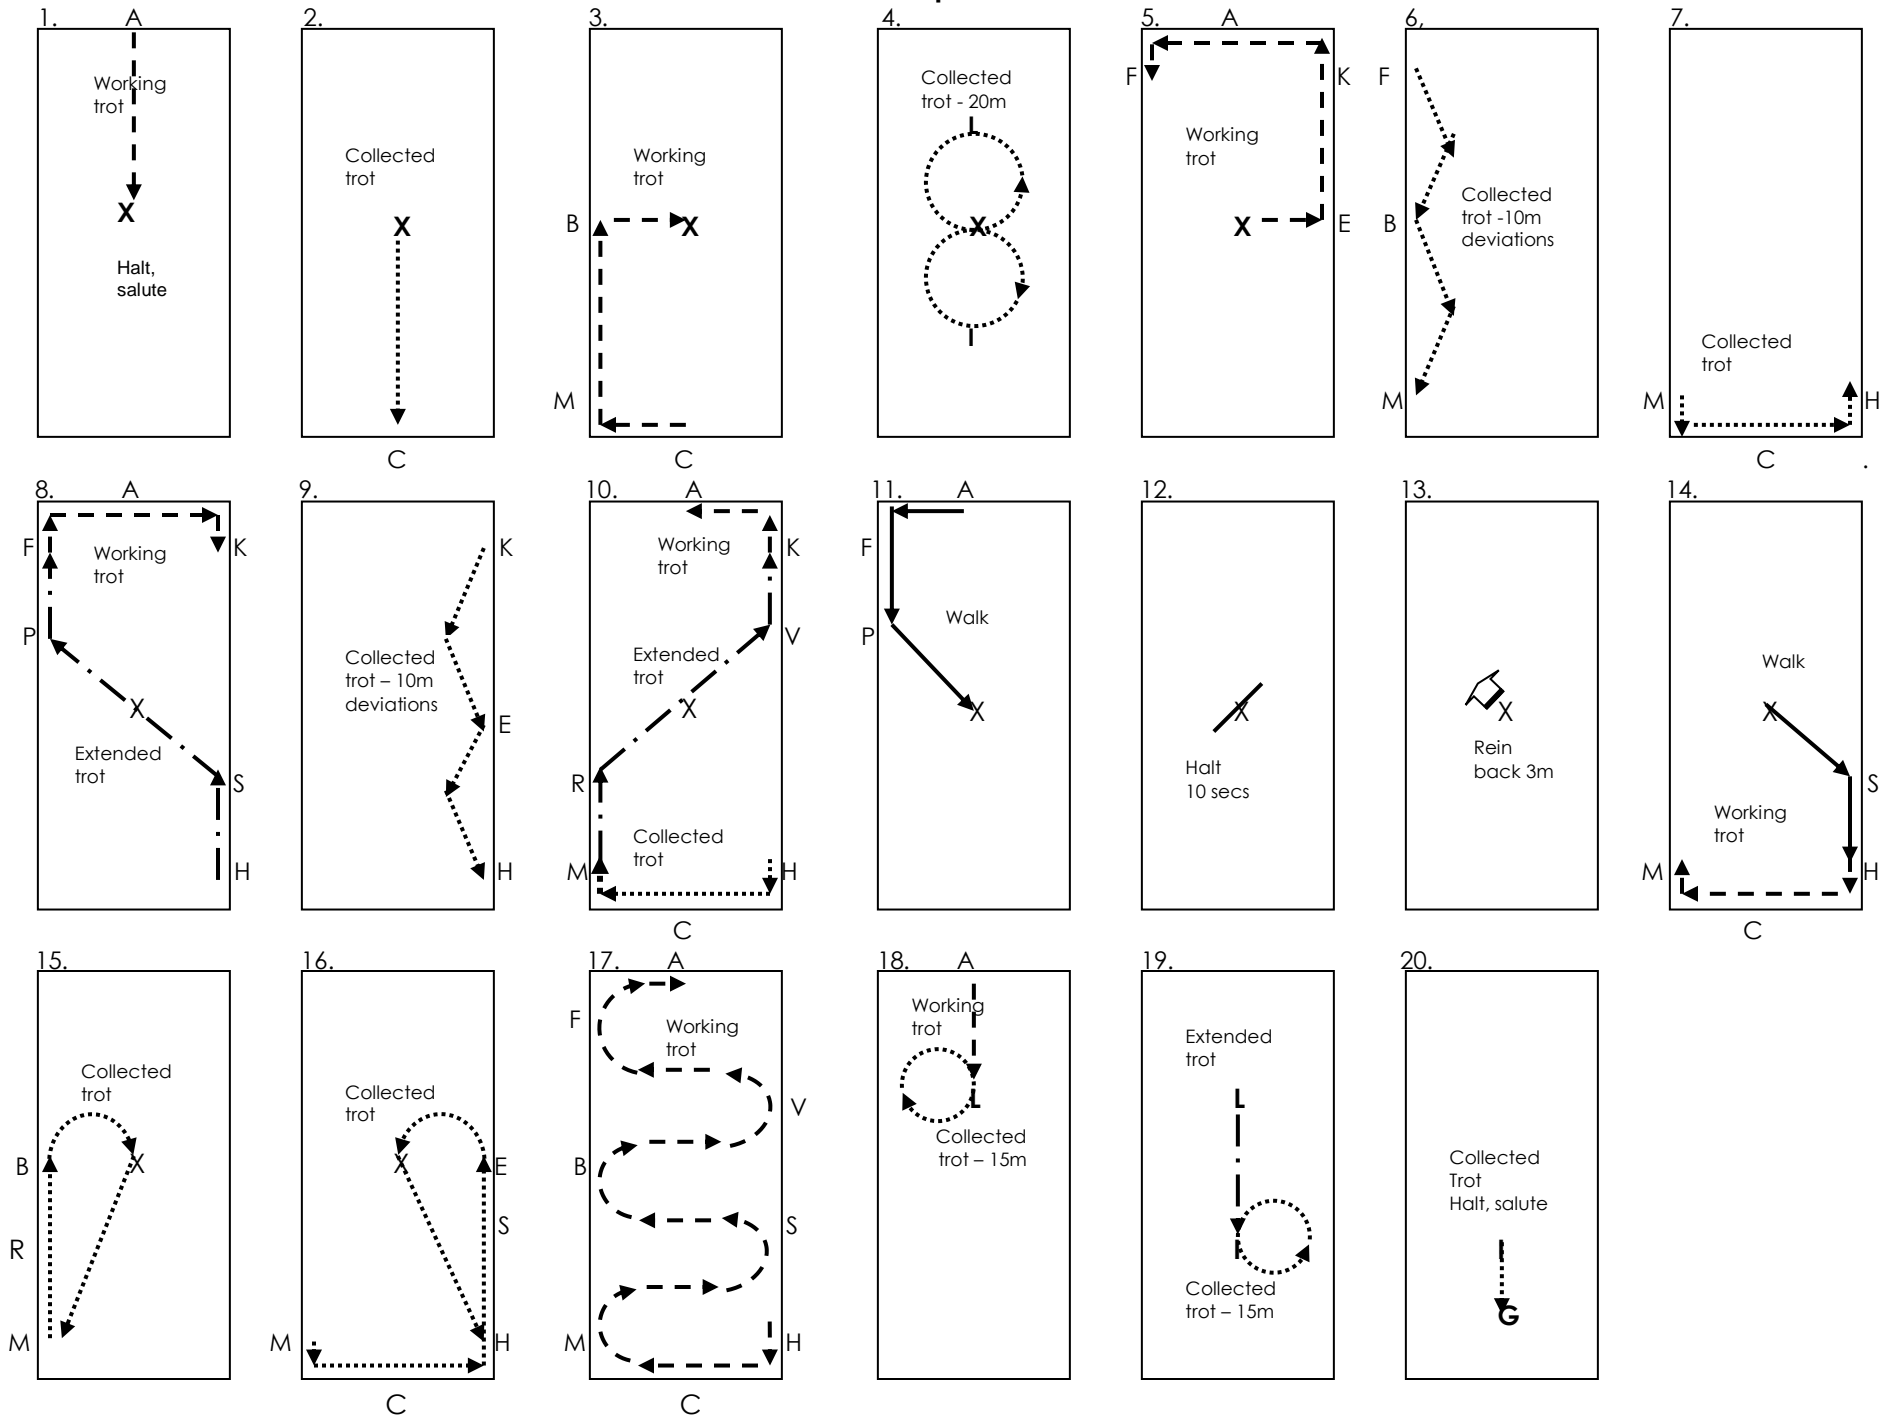 1.
A
Working
trot
X
Halt,
salute
2.
Collected
trot
X
C
3.
Working
trot
B
X
M
C
4.
Collected
trot - 20m
I
X
I
5.
A
F
K
Working
trot
X
E
6,
F
Collected
trot -10m
deviations
B
M
7.
Collected
trot
M
H
C
.
8.
A
F
K
Working
trot
P
X
Extended
trot
S
H
9.
K
Collected
trot – 10m
deviations
E
H
10.
A
Working
trot
K
V
Extended
trot
X
R
Collected
trot
M
H
C
11.
A
F
Walk
P
X
12.
X
Halt
10 secs
13.
X
Rein
back 3m
14.
Walk
X
S
Working
trot
M
H
C
15.
Collected
trot
B
X
R
M
16.
Collected
trot
X
E
S
M
H
C
17.
A
F
Working
trot
V
B
S
M
H
C
18.
A
Working
trot
L
Collected
trot – 15m
19.
Extended
trot
L
I
Collected
trot – 15m
20.
Collected
Trot
Halt, salute
I
G